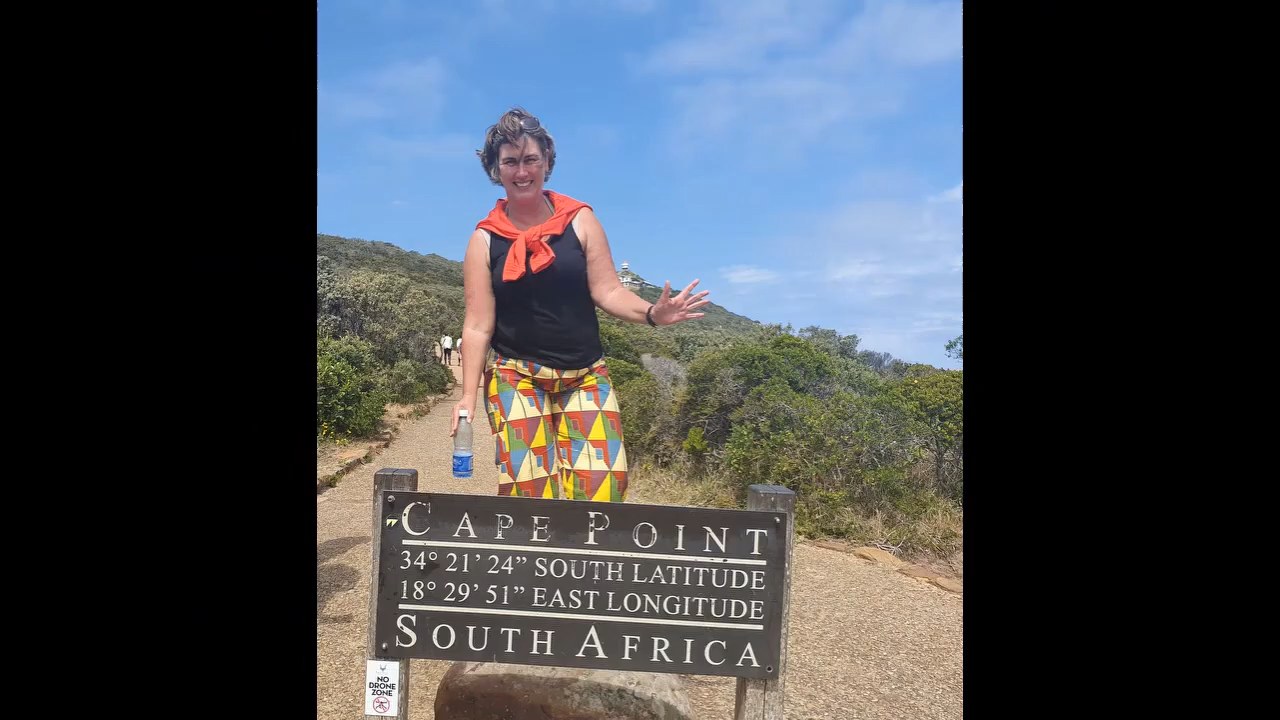 CAPE POINT
34° 21' 24" SOUTH LATITUDE
18° 29' 51" EAST LONGITUDE
SOUTH AFRICA
NO
DRONE
ZONE